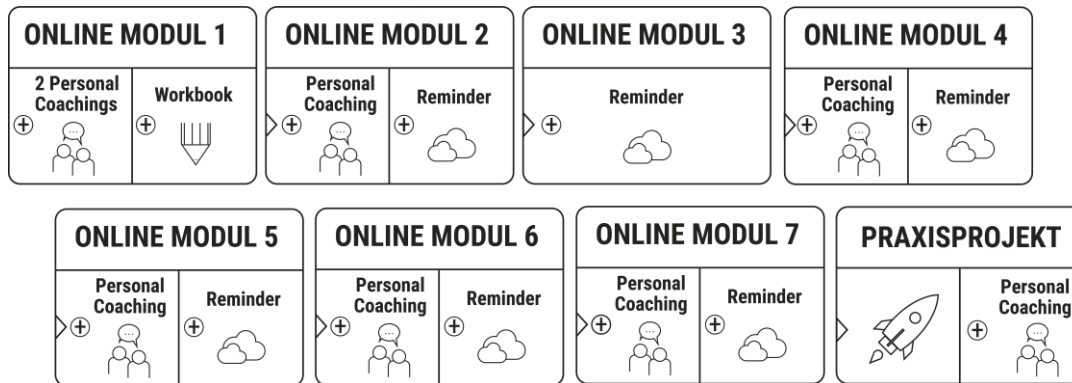 ONLINE MODUL 1
2 Personal
Coachings
Workbook
ONLINE MODUL 2
Personal
Coaching
Reminder
ONLINE MODUL 3
Reminder
ONLINE MODUL 4
Personal
Coaching
Reminder
ONLINE MODUL 5
Personal
Coaching
Reminder
ONLINE MODUL 6
Personal
Coaching
Reminder
ONLINE MODUL 7
Personal
Coaching
Reminder
PRAXISPROJEKT
Personal
Coaching